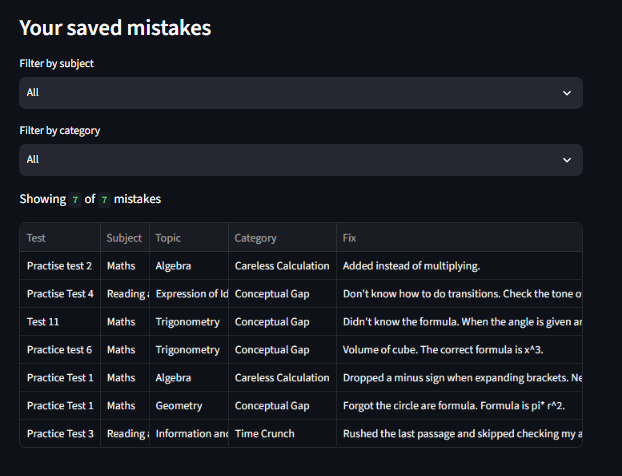 Your saved mistakes
Filter by subject
All
Filter by category
All
Showing 7 of 7 mistakes
Test Subject Topic Category Fix
Practise test 2 Maths Algebra Careless Calculation Added instead of multiplying.
Practise Test 4 Reading Expression of Id Conceptual Gap Don't know how to do transitions. Check the tone o
Test 11 Maths Trigonometry Conceptual Gap Didn't know the formula. When the angle is given an
Practice test 6 Maths Trigonometry Conceptual Gap Volume of cube. The correct formula is x^3.
Practice Test 1 Maths Algebra Careless Calculation Dropped a minus sign when expanding brackets. Ne
Practice Test 1 Maths Geometry Conceptual Gap Forgot the circle are formula. Formula is pi* r^2.
Practice Test 3 Reading Information and Time Crunch Rushed the last passage and skipped checking my a